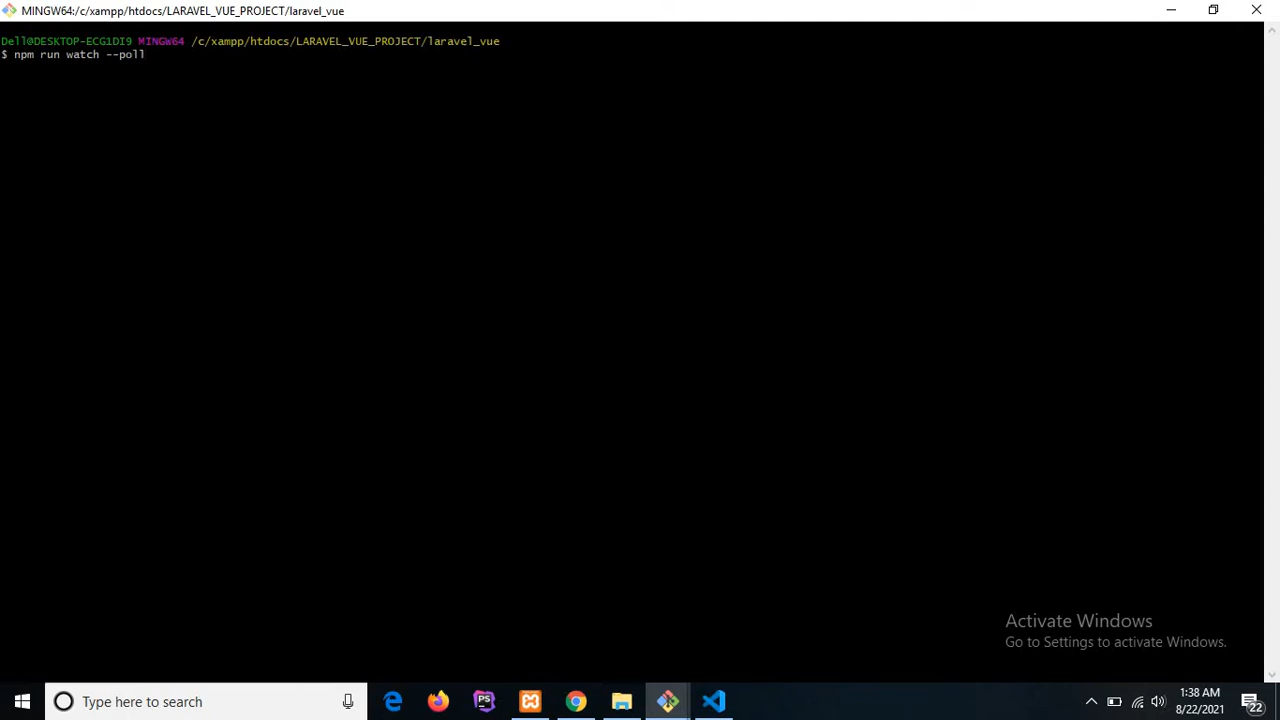 MINGW64:/c/xampp/htdocs/LARAVEL_VUE_PROJECT/laravel_vue
Dell@DESKTOP-ECG1DI9 MINGW64 /c/xampp/htdocs/LARAVEL_VUE_PROJECT/laravel_vue
$ npm run watch --poll
Activate Windows
Go to Settings to activate Windows.
Type here to search
PS
1:38 AM
8/22/2021
22